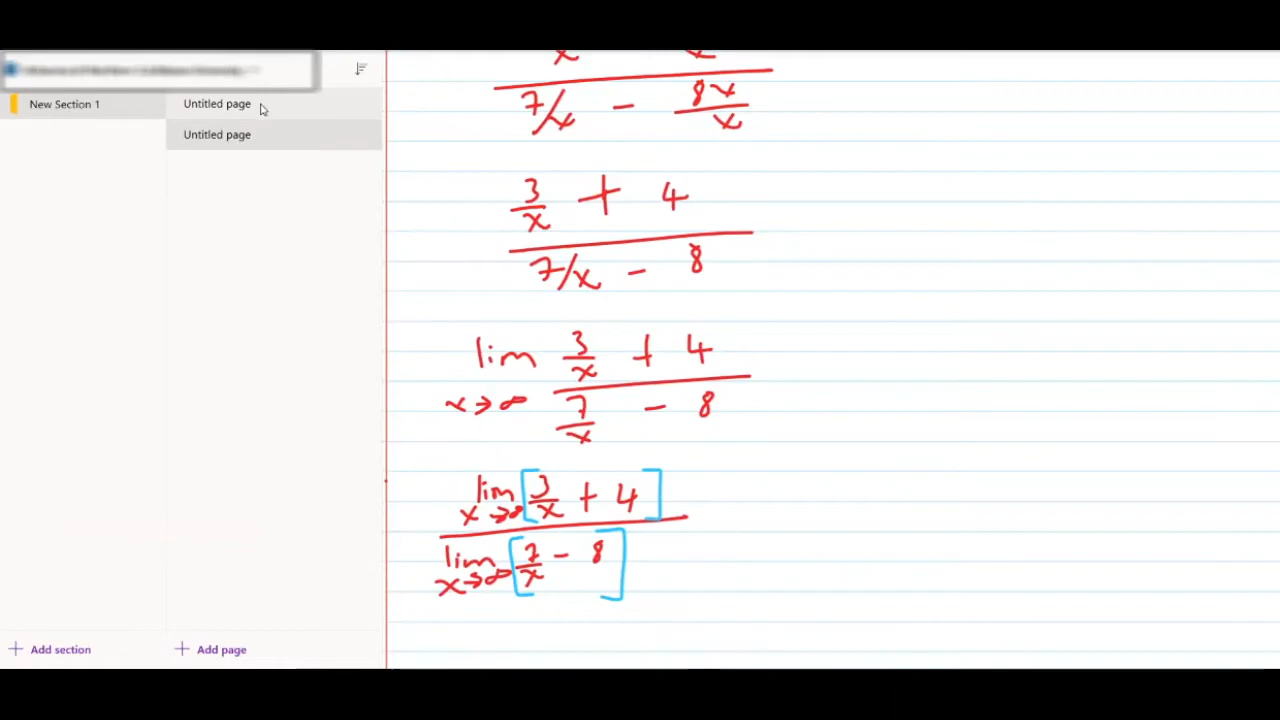 New Section 1
Untitled page
Untitled page
x x
7/x - 8x/x
3/x + 4
7/x - 8
lim 3/x + 4
x→∞ 7/x - 8
lim x→∞ [3/x + 4]
lim x→∞ [7/x - 8]
+ Add section
+ Add page